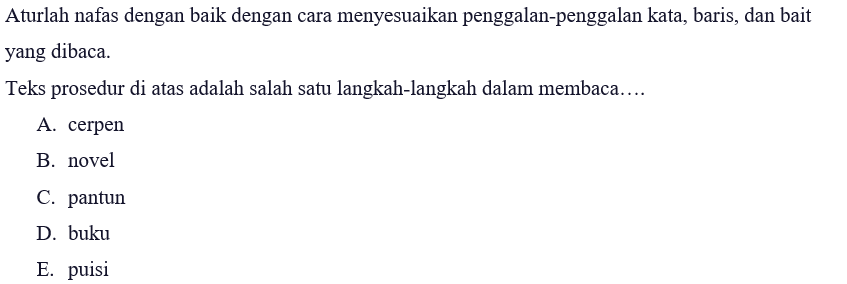 Aturlah nafas dengan baik dengan cara menyesuaikan penggalan-penggalan kata, baris, dan bait
yang dibaca.
Teks prosedur di atas adalah salah satu langkah-langkah dalam membaca….
A. cerpen
B. novel
C. pantun
D. buku
E. puisi